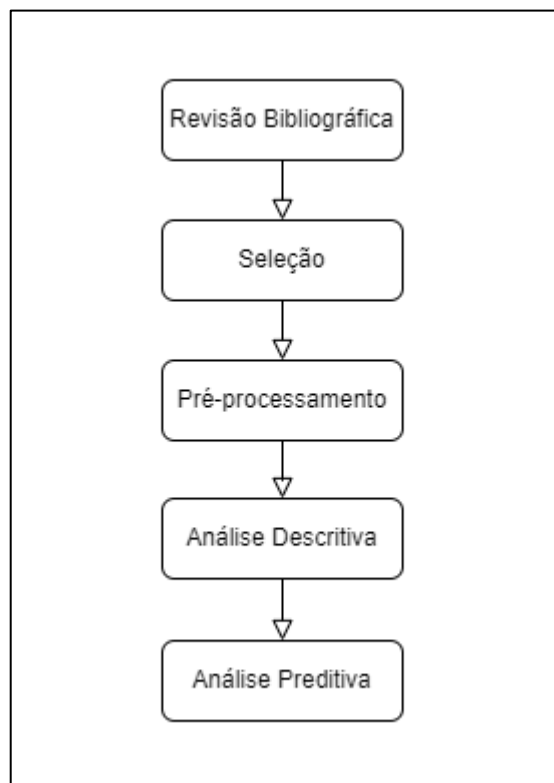 Revisão Bibliográfica
Seleção
Pré-processamento
Análise Descritiva
Análise Preditiva